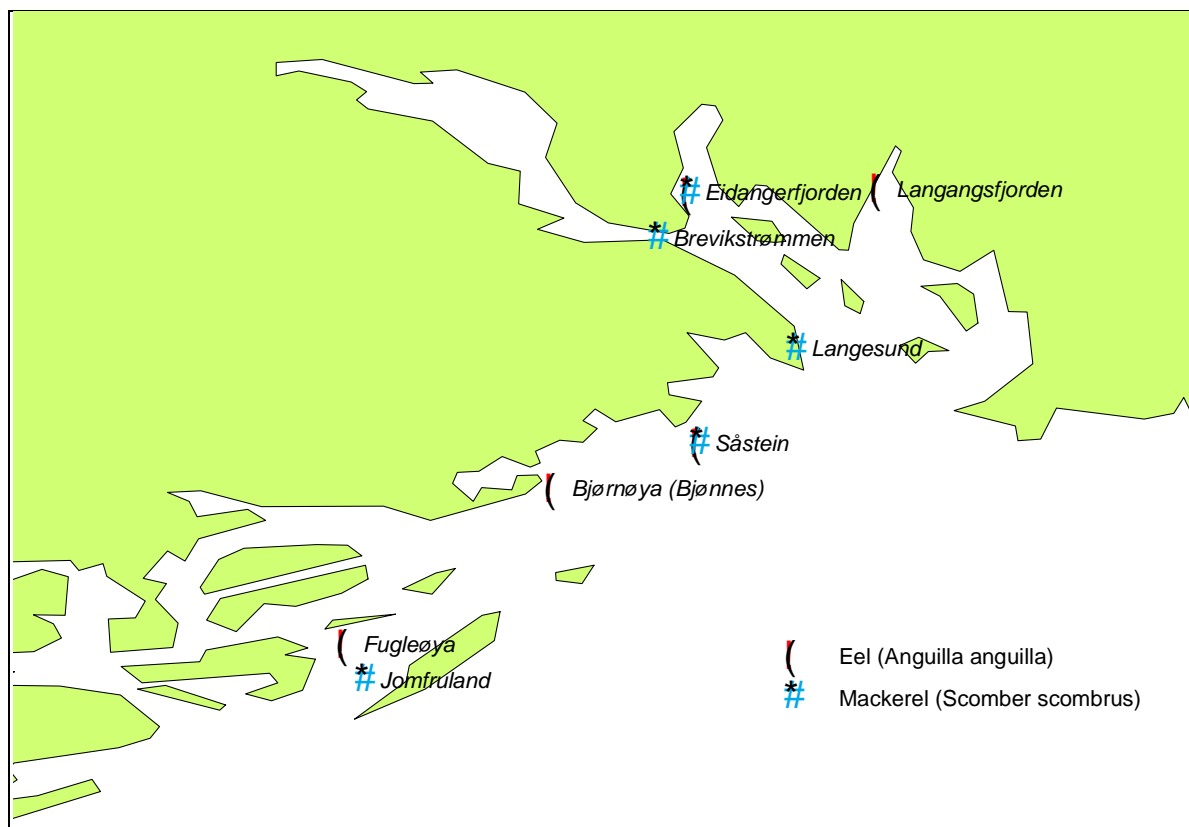 Eidangerfjorden
Langangsfjorden
Brevikstrømmen
Langesund
Såstein
Bjørnøya (Bjønnes)
Fugleøya
Jomfruland
Eel (Anguilla anguilla)
Mackerel (Scomber scombrus)